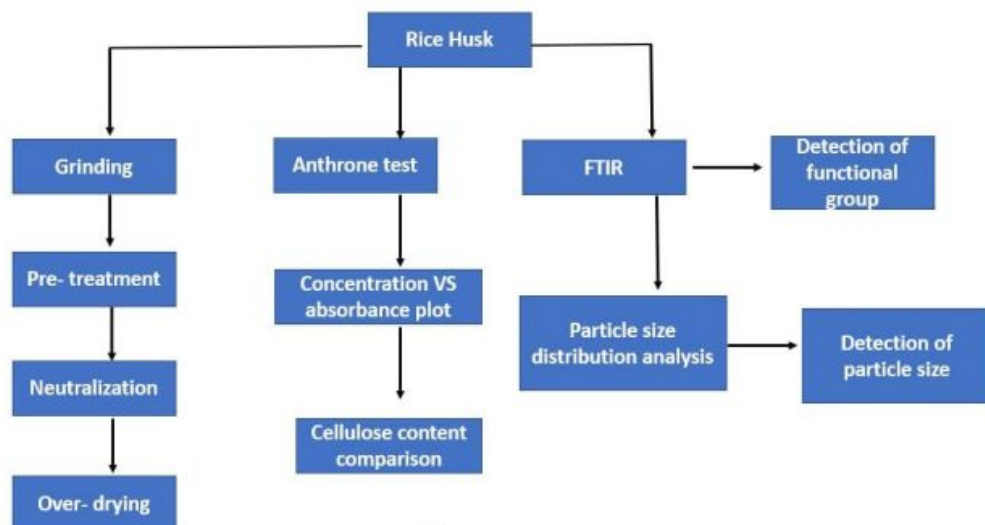 Rice Husk
Grinding
Pre- treatment
Neutralization
Over- drying
Anthrone test
Concentration VS
absorbance plot
Cellulose content
comparison
FTIR
Detection of
functional
group
Particle size
distribution analysis
Detection of
particle size